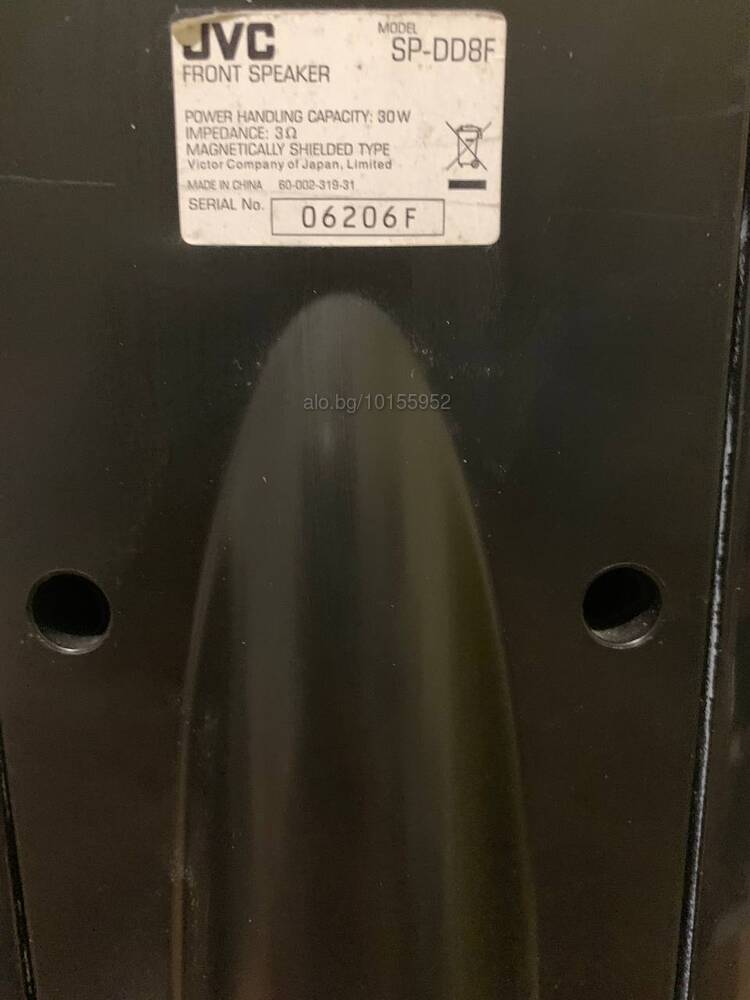 JVC
MODEL
SP-DD8F
FRONT SPEAKER
POWER HANDLING CAPACITY: 30W
IMPEDANCE: 3Ω
MAGNETICALLY SHIELDED TYPE
Victor Company of Japan, Limited
MADE IN CHINA 60-002-319-31
SERIAL No. 06206F
alo.bg/10155952